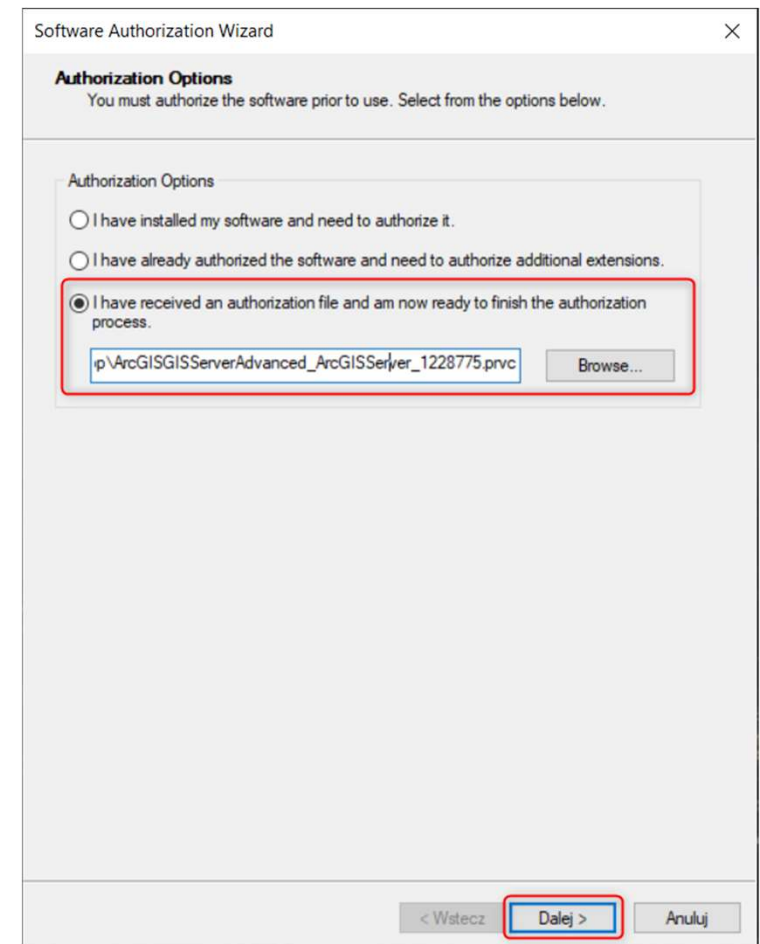 Software Authorization Wizard
Authorization Options
You must authorize the software prior to use. Select from the options below.
Authorization Options
I have installed my software and need to authorize it.
I have already authorized the software and need to authorize additional extensions.
I have received an authorization file and am now ready to finish the authorization
process.
p\ArcGISGISServerAdvanced_ArcGISServer_1228775.prvc
Browse...
< Wstecz
Dalej >
Anuluj